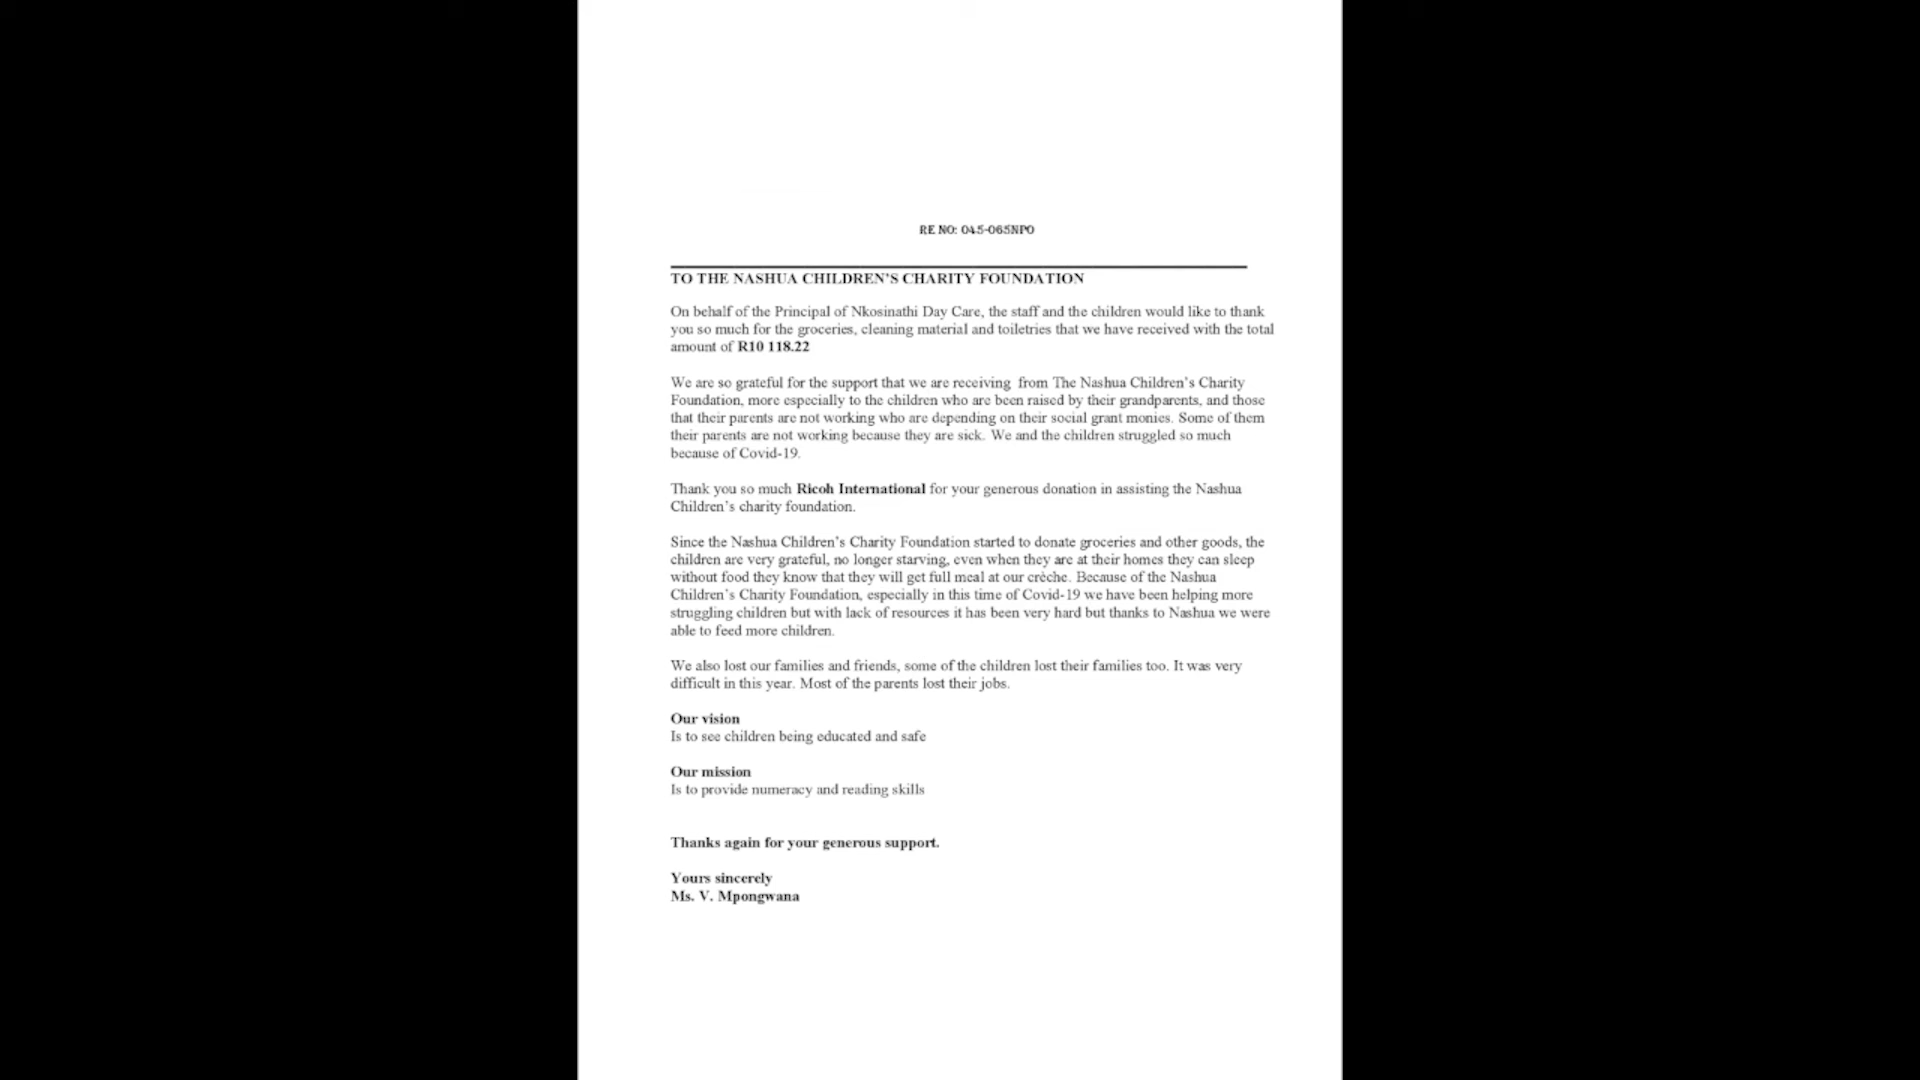 RE NO: 045-065NPO
TO THE NASHUA CHILDREN'S CHARITY FOUNDATION
On behalf of the Principal of Nkosinathi Day Care, the staff and the children would like to thank
you so much for the groceries, cleaning material and toiletries that we have received with the total
amount of R10 118.22
We are so grateful for the support that we are receiving  from The Nashua Children's Charity
Foundation, more especially to the children who are been raised by their grandparents, and those
that their parents are not working who are depending on their social grant monies. Some of them
their parents are not working because they are sick. We and the children struggled so much
because of Covid-19.
Thank you so much Ricoh International for your generous donation in assisting the Nashua
Children's charity foundation.
Since the Nashua Children's Charity Foundation started to donate groceries and other goods, the
children are very grateful, no longer starving, even when they are at their homes they can sleep
without food they know that they will get full meal at our crèche. Because of the Nashua
Children's Charity Foundation, especially in this time of Covid-19 we have been helping more
struggling children but with lack of resources it has been very hard but thanks to Nashua we were
able to feed more children.
We also lost our families and friends, some of the children lost their families too. It was very
difficult in this year. Most of the parents lost their jobs.
Our vision
Is to see children being educated and safe
Our mission
Is to provide numeracy and reading skills
Thanks again for your generous support.
Yours sincerely
Ms. V. Mpongwana